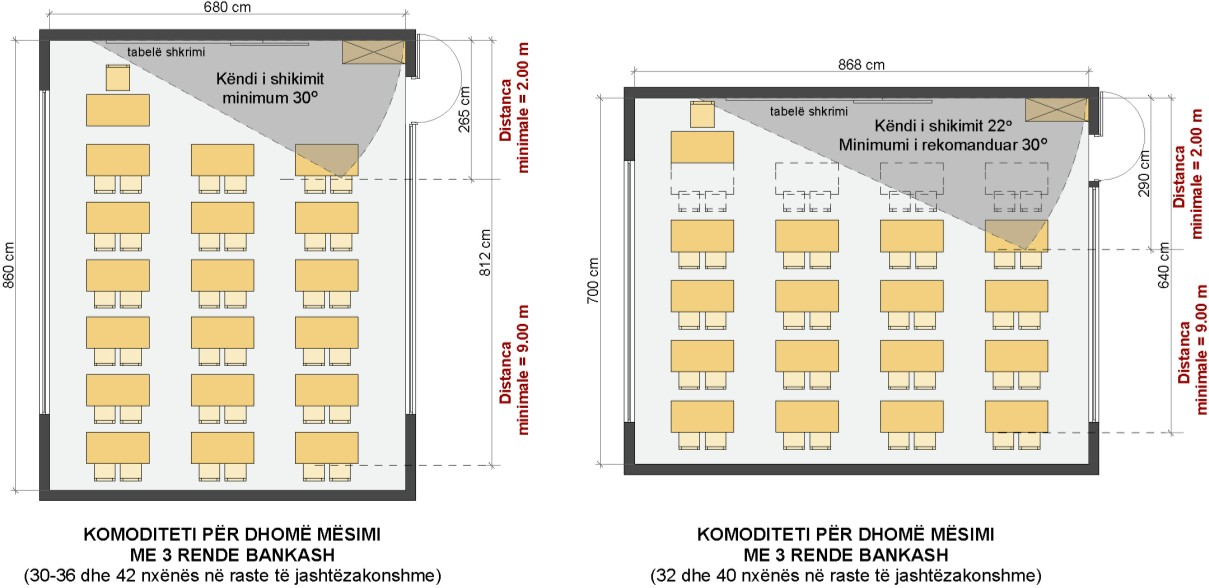 680 cm
tabelë shkrimi
Këndi i shikimit
minimum 30º
265 cm
Distanca
minimale = 2.00 m
860 cm
812 cm
Distanca
minimale = 9.00 m
KOMODITETI PËR DHOMË MËSIMI
ME 3 RENDE BANKASH
(30-36 dhe 42 nxënës në raste të jashtëzakonshme)
868 cm
tabelë shkrimi
Këndi i shikimit 22º
Minimumi i rekomanduar 30º
290 cm
Distanca
minimale = 2.00 m
700 cm
640 cm
Distanca
minimale = 9.00 m
KOMODITETI PËR DHOMË MËSIMI
ME 3 RENDE BANKASH
(32 dhe 40 nxënës në raste të jashtëzakonshme)